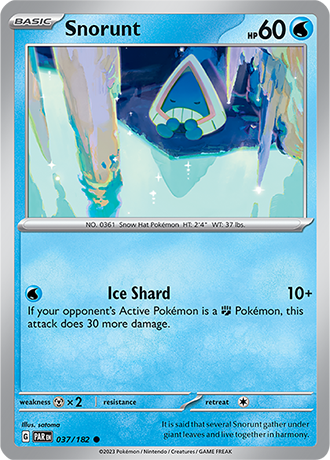 BASIC Snorunt HP 60
NO. 0361 Snow Hat Pokémon HT: 2'4" WT: 37 lbs.
Ice Shard 10+
If your opponent's Active Pokémon is a Pokémon, this
attack does 30 more damage.
weakness ×2 resistance retreat
Illus. satoma
G PAR EN 037/182
It is said that several Snorunt gather under
giant leaves and live together in harmony.
©2023 Pokémon / Nintendo / Creatures / GAME FREAK